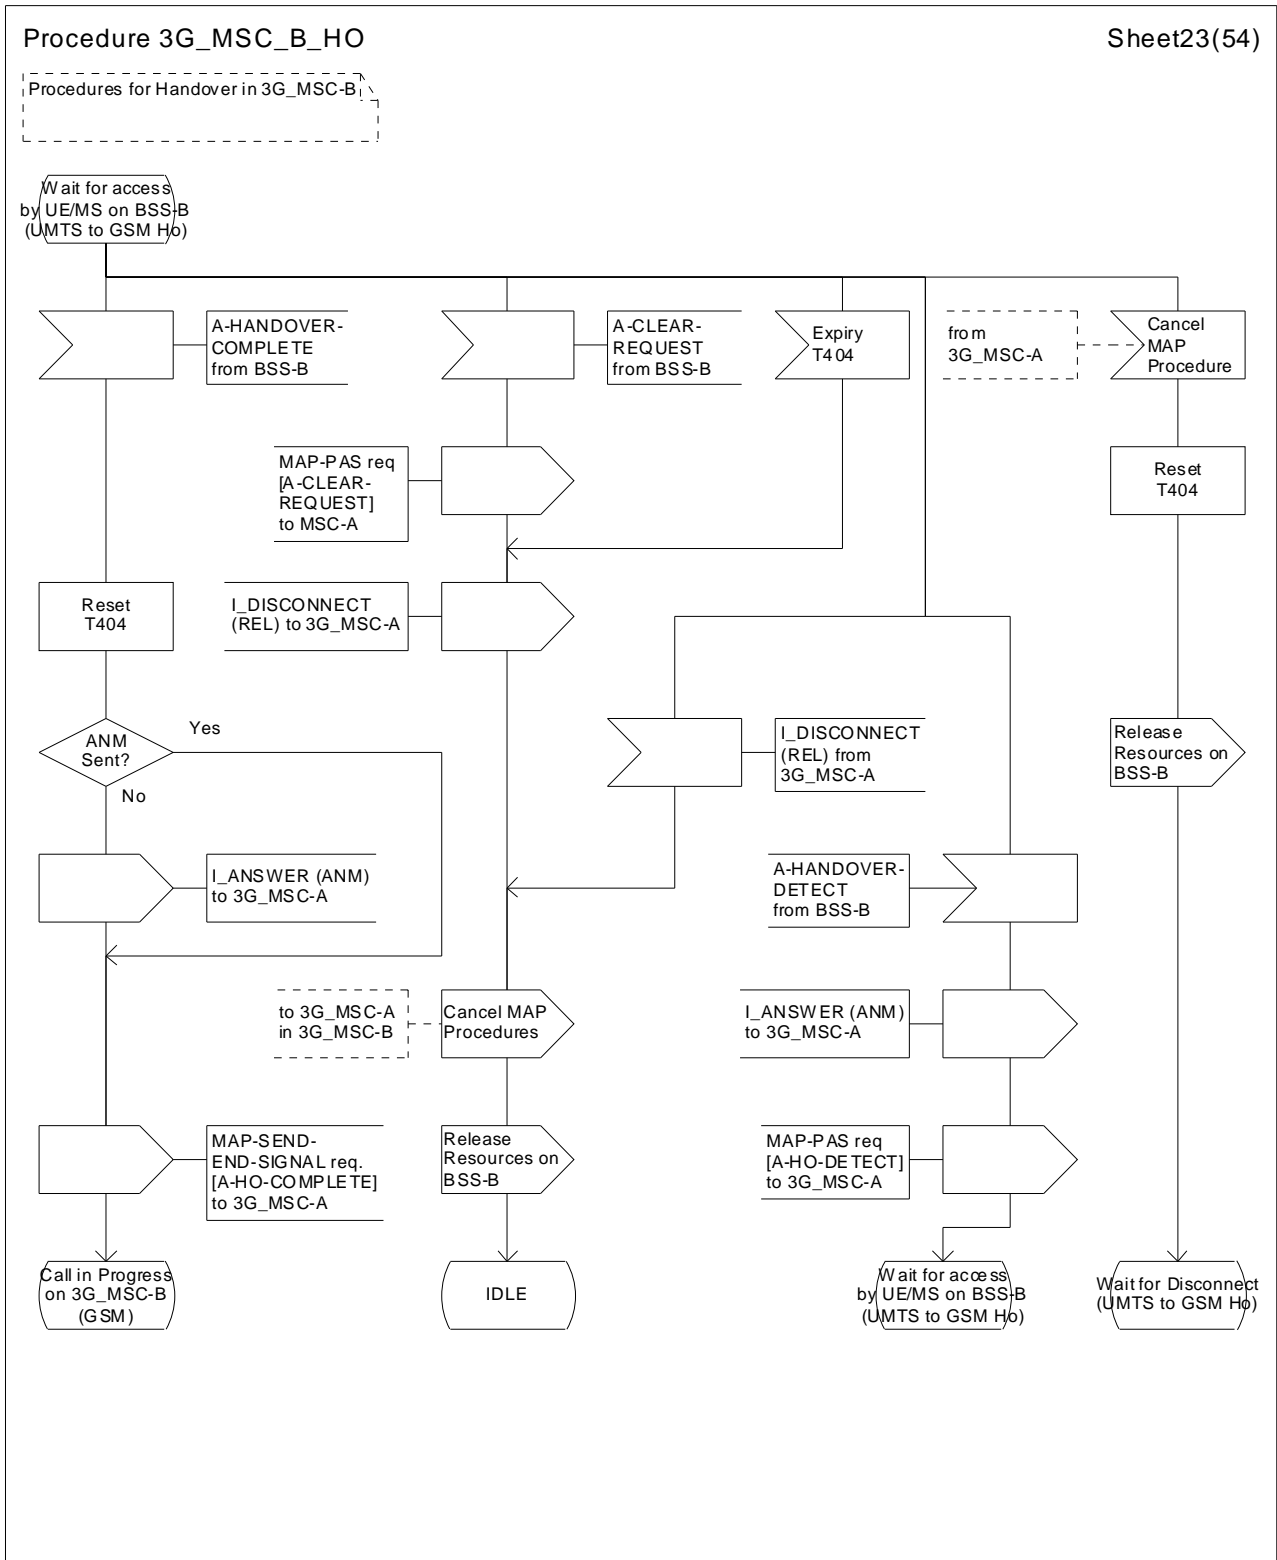 Procedure 3G_MSC_B_HO
Sheet23(54)
Procedures for Handover in 3G_MSC-B
Wait for access
by UE/MS on BSS-B
(UMTS to GSM Ho)
A-HANDOVER-
COMPLETE
from BSS-B
A-CLEAR-
REQUEST
from BSS-B
Expiry
T404
from
3G_MSC-A
Cancel
MAP
Procedure
MAP-PAS req
[A-CLEAR-
REQUEST]
to MSC-A
Reset
T404
Reset
T404
I_DISCONNECT
(REL) to 3G_MSC-A
ANM
Sent?
Yes
No
I_DISCONNECT
(REL) from
3G_MSC-A
Release
Resources on
BSS-B
I_ANSWER (ANM)
to 3G_MSC-A
A-HANDOVER-
DETECT
from BSS-B
to 3G_MSC-A
in 3G_MSC-B
Cancel MAP
Procedures
I_ANSWER (ANM)
to 3G_MSC-A
MAP-SEND-
END-SIGNAL req.
[A-HO-COMPLETE]
to 3G_MSC-A
Release
Resources on
BSS-B
MAP-PAS req
[A-HO-DETECT]
to 3G_MSC-A
Call in Progress
on 3G_MSC-B
(GSM)
IDLE
Wait for access
by UE/MS on BSS-B
(UMTS to GSM Ho)
Wait for Disconnect
(UMTS to GSM Ho)